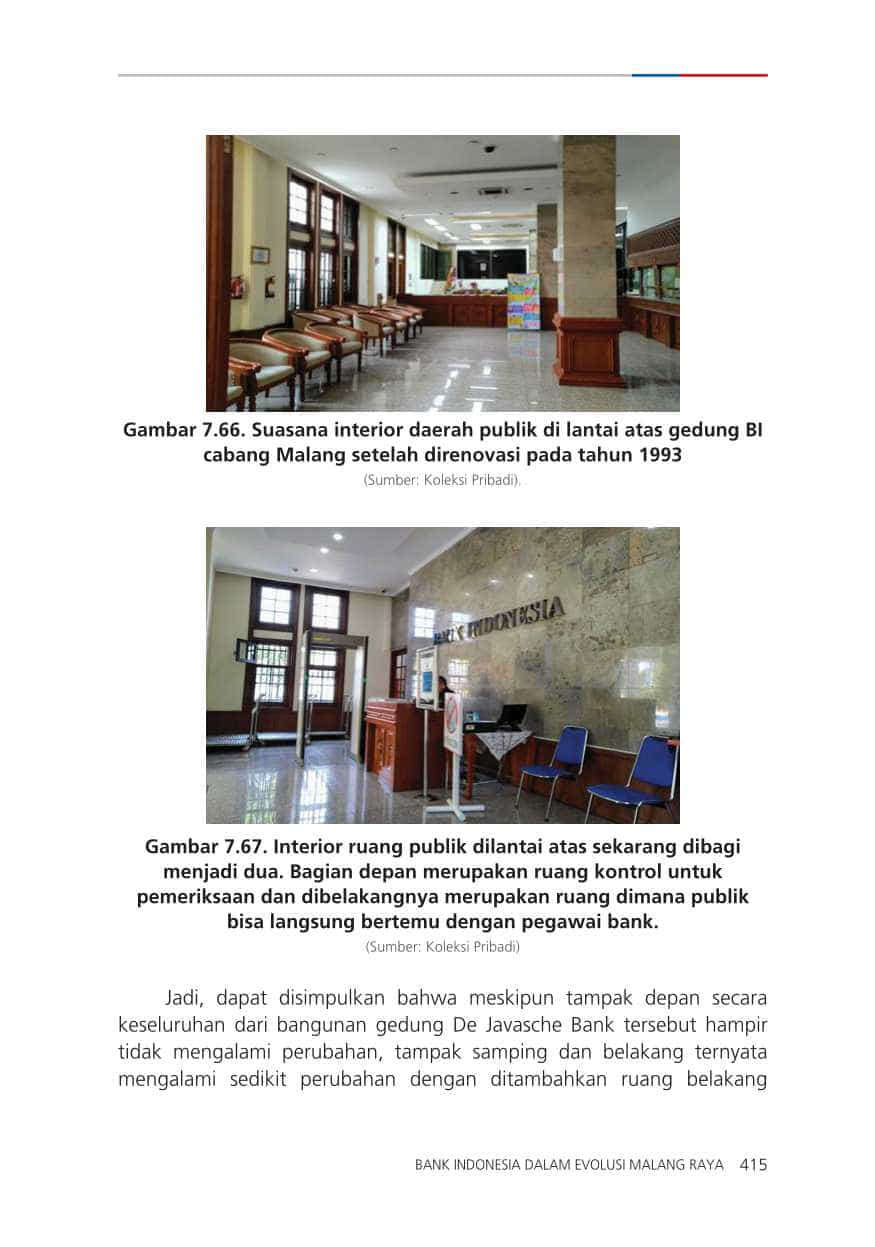 BANK INDONESIA
Gambar 7.66. Suasana interior daerah publik di lantai atas gedung BI
cabang Malang setelah direnovasi pada tahun 1993
(Sumber: Koleksi Pribadi).
Gambar 7.67. Interior ruang publik dilantai atas sekarang dibagi
menjadi dua. Bagian depan merupakan ruang kontrol untuk
pemeriksaan dan dibelakangnya merupakan ruang dimana publik
bisa langsung bertemu dengan pegawai bank.
(Sumber: Koleksi Pribadi)
Jadi, dapat disimpulkan bahwa meskipun tampak depan secara
keseluruhan dari bangunan gedung De Javasche Bank tersebut hampir
tidak mengalami perubahan, tampak samping dan belakang ternyata
mengalami sedikit perubahan dengan ditambahkan ruang belakang
BANK INDONESIA DALAM EVOLUSI MALANG RAYA 415